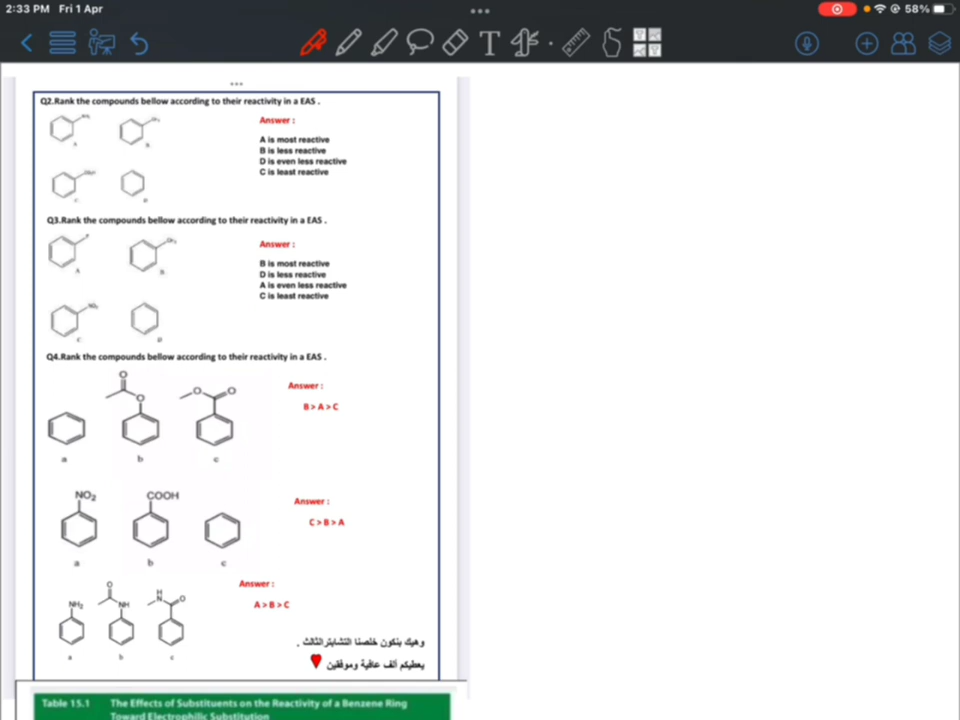 2:33 PM Fri 1 Apr
58%
Q2.Rank the compounds bellow according to their reactivity in a EAS .
Answer :
A is most reactive
B is less reactive
D is even less reactive
C is least reactive
A
B
C
D
Q3.Rank the compounds bellow according to their reactivity in a EAS .
Answer :
B is most reactive
D is less reactive
A is even less reactive
C is least reactive
F
CH3
A
B
NO2
C
D
Q4.Rank the compounds bellow according to their reactivity in a EAS .
Answer :
B > A > C
O
O
O
O
a
b
c
NO2
COOH
Answer :
C > B > A
a
b
c
Answer :
A > B > C
NH2
O
NH
H
N
O
a
b
c
وهيك بنكون خلصنا التشابتر الثالث .
يعطيكم ألف عافية وموفقين
Table 15.1 The Effects of Substituents on the Reactivity of a Benzene Ring
Toward Electrophilic Substitution
T